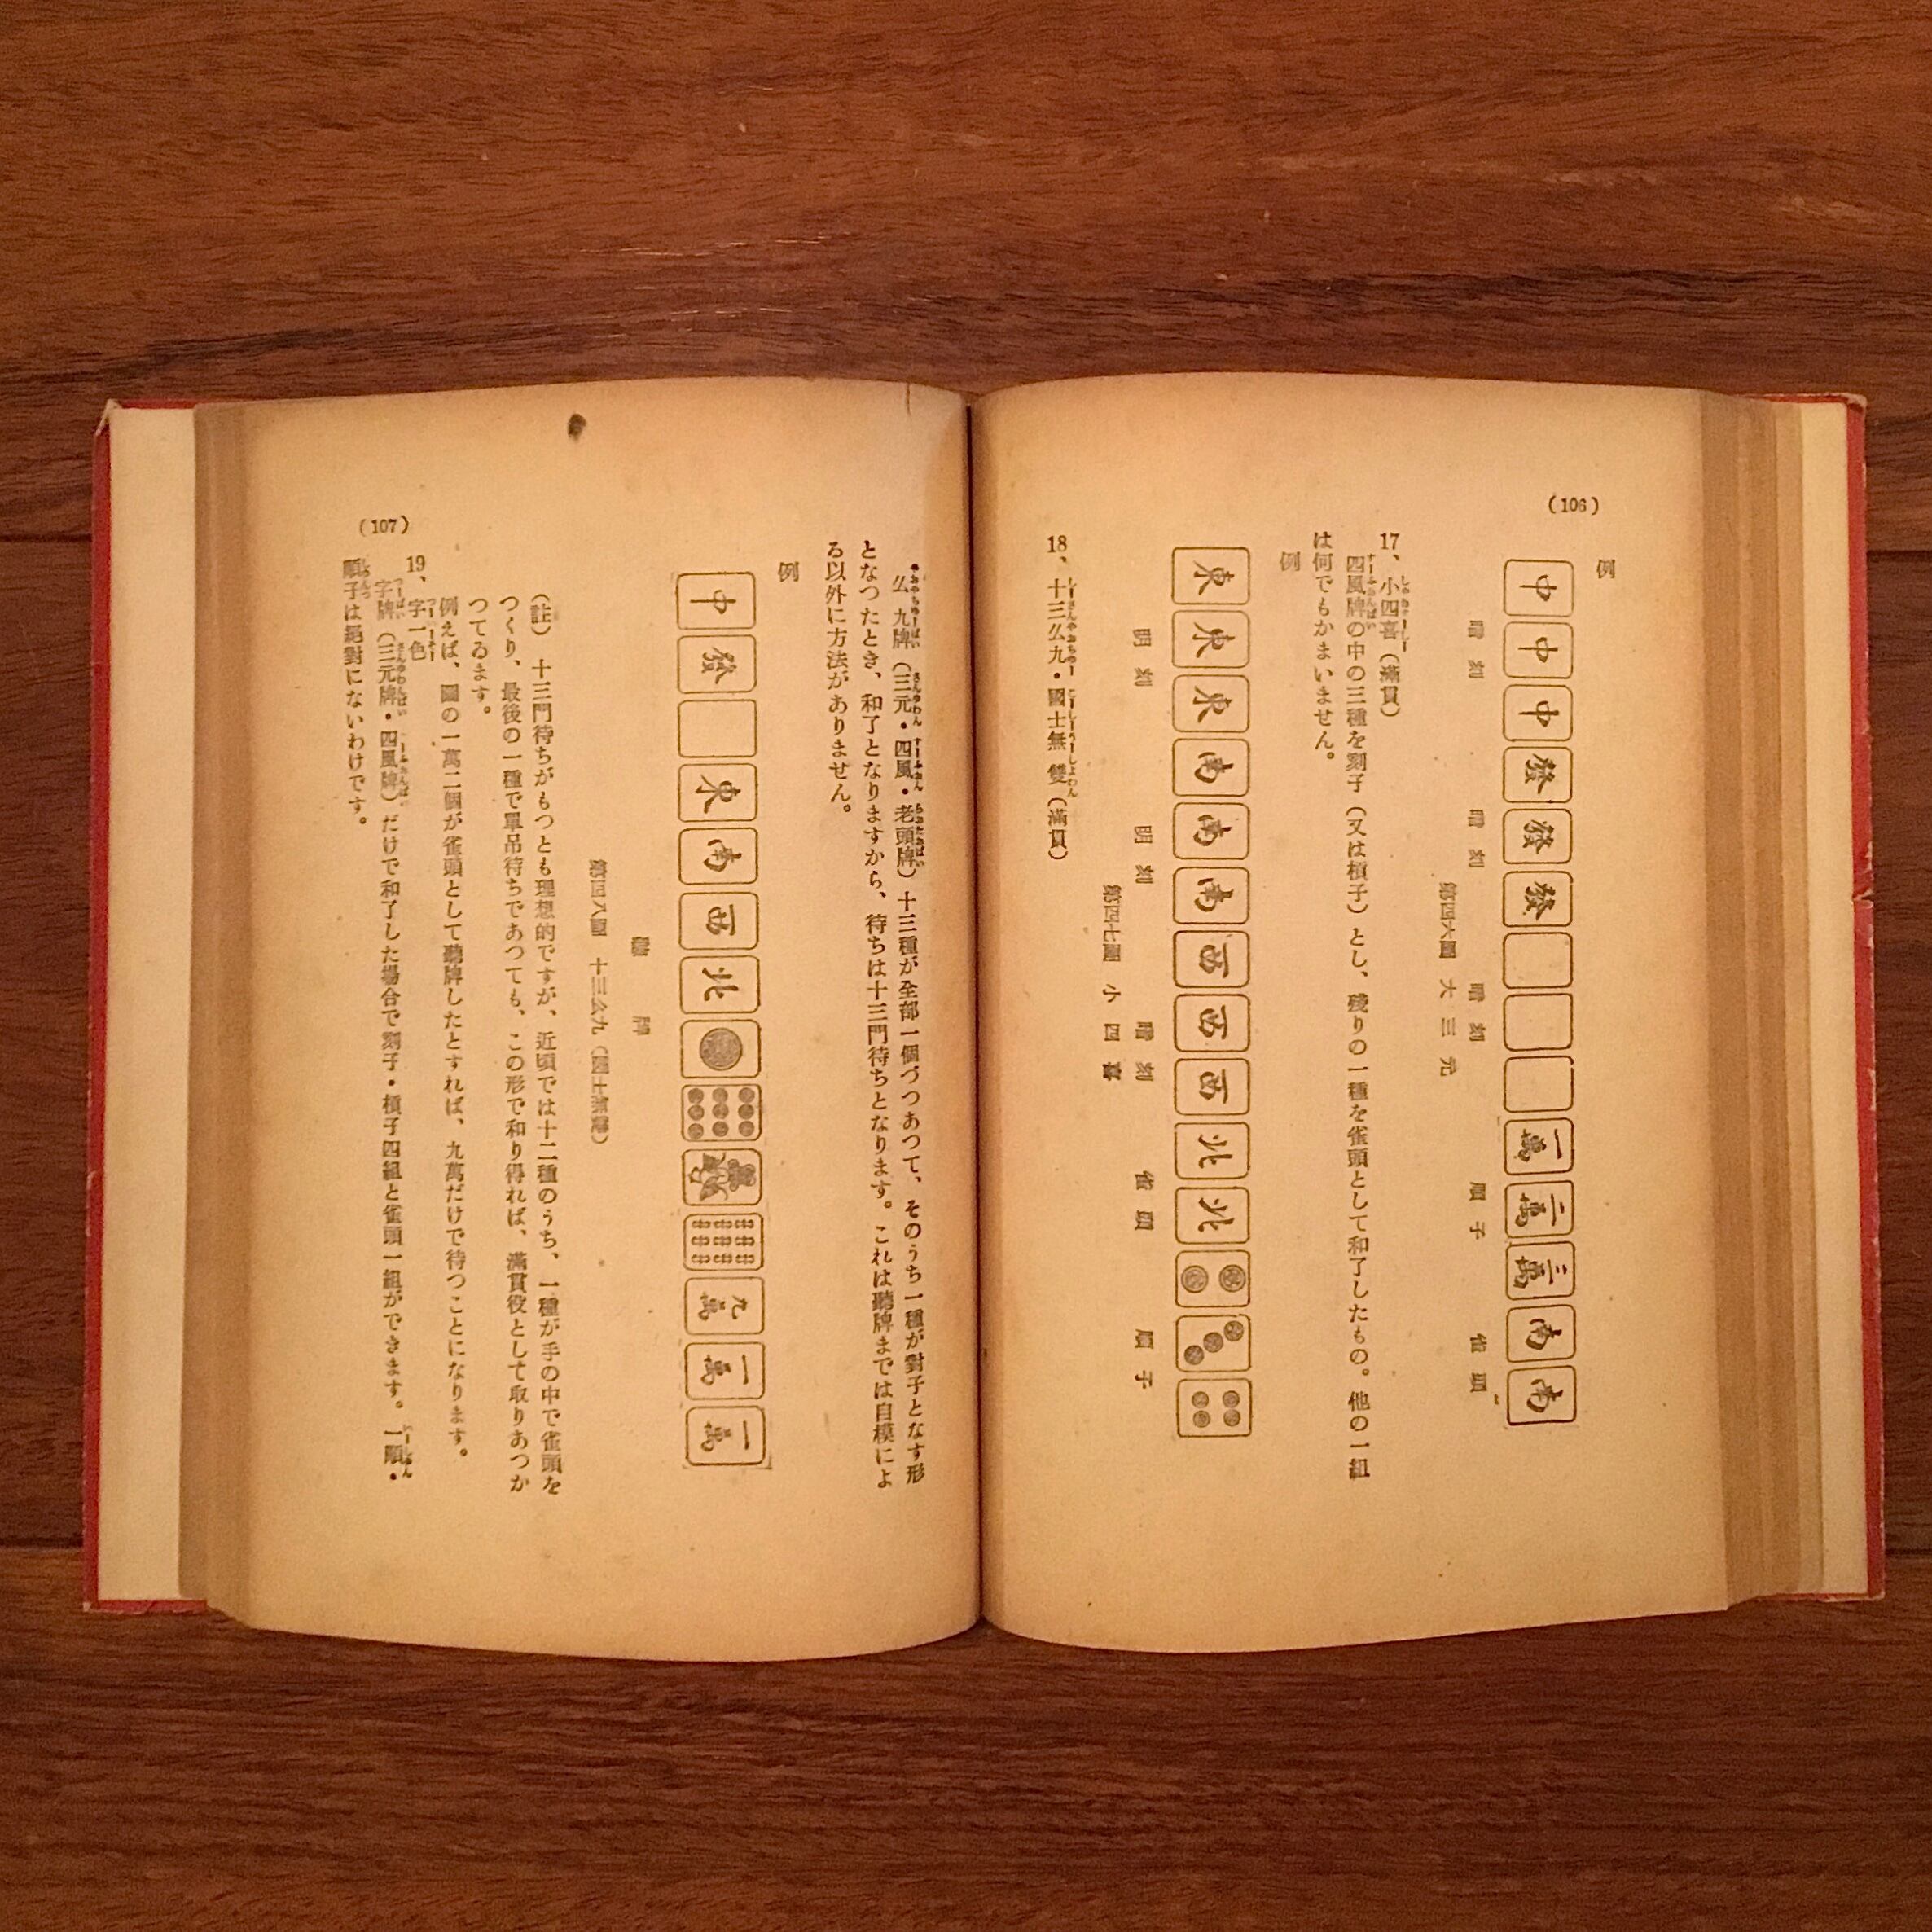 (106)
例
中 中 中 發 發 發 一萬 二萬 三萬 南 南
暗刻 暗刻 暗刻 順子 雀頭
第四六圖 大三元
17、小四喜(滿貫)
四風牌の中の三種を刻子(又は槓子)とし、殘りの一種を雀頭として和了したもの。他の一組
は何でもかまいません。
例
東 東 東 南 南 南 西 西 西 北 北
明刻 明刻 暗刻 雀頭 順子
第四七圖 小四喜
18、十三么九・國士無雙(滿貫)
么九牌(三元・四風・老頭牌)十三種が全部一個づつあつて、そのうち一種が對子となす形
となつたとき、和了となりますから、待ちは十三門待ちとなります。これは聽牌までは自模によ
る以外に方法がありません。
例
中 發 東 南 西 北 九萬 一萬 一萬
第四八圖 十三么九(國士無雙)
(註) 十三門待ちがもつとも理想的ですが、近頃では十二種のうち、一種が手の中で雀頭を
つくり、最後の一種で單吊待ちであつても、この形で和り得れば、滿貫役として取りあつか
つてゐます。
例えば、圖の一萬二個が雀頭として聽牌したとすれば、九萬だけで待つことになります。
19、字一色
字牌(三元牌・四風牌)だけで和了した場合で刻子・槓子四組と雀頭一組ができます。一順・
順子は絕對にないわけです。
(107)